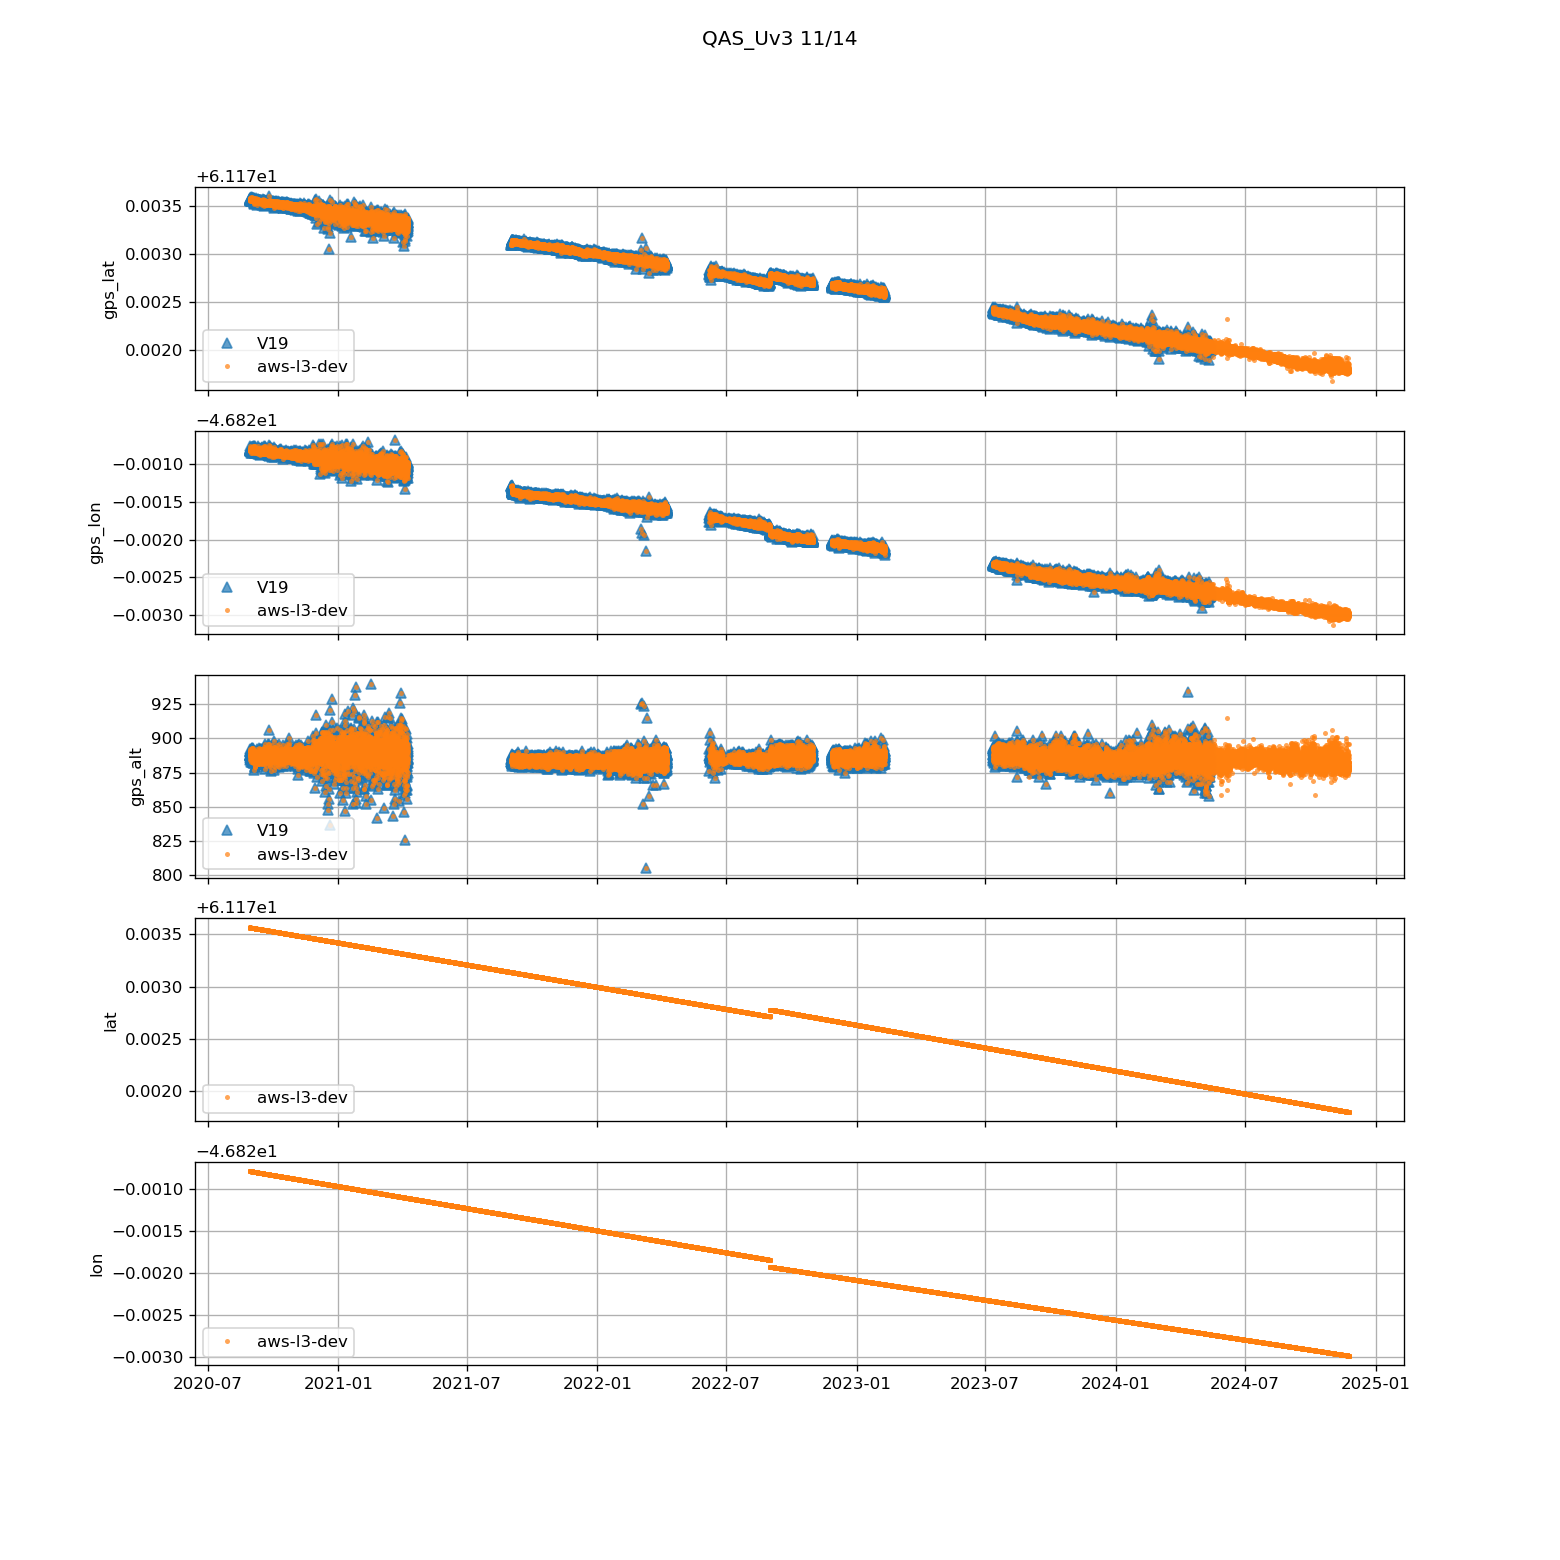 QAS_Uv3 11/14
+6.117e1
0.0035
0.0030
0.0025
0.0020
gps_lat
V19
aws-l3-dev
−4.682e1
−0.0010
−0.0015
−0.0020
−0.0025
−0.0030
gps_lon
V19
aws-l3-dev
925
900
875
850
825
800
gps_alt
V19
aws-l3-dev
+6.117e1
0.0035
0.0030
0.0025
0.0020
lat
aws-l3-dev
−4.682e1
−0.0010
−0.0015
−0.0020
−0.0025
−0.0030
lon
aws-l3-dev
2020-07 2021-01 2021-07 2022-01 2022-07 2023-01 2023-07 2024-01 2024-07 2025-01